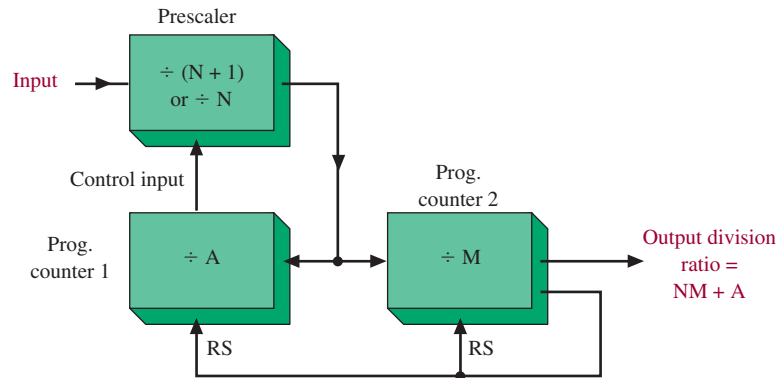 Prescaler
Input
÷ (N + 1)
or ÷ N
Control input
Prog.
counter 2
Prog.
counter 1
÷ A
÷ M
Output division
ratio =
NM + A
RS
RS